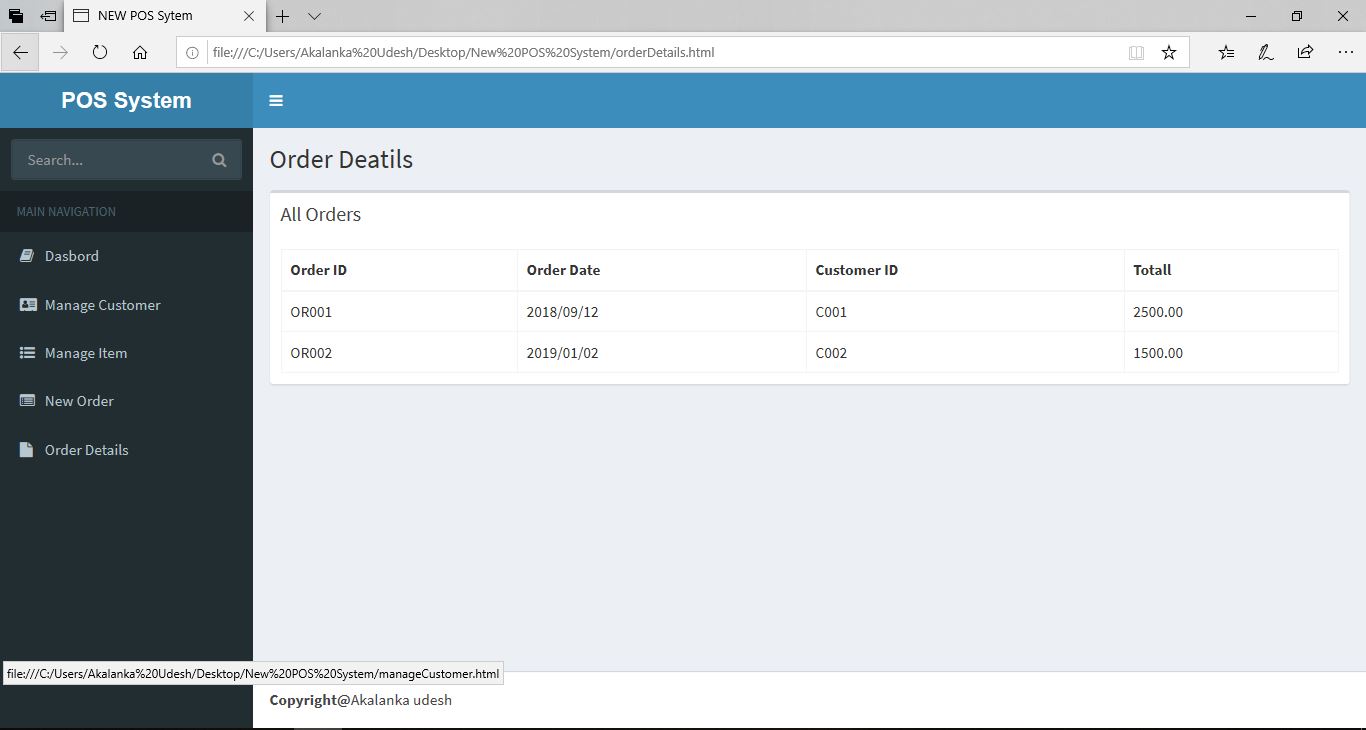 NEW POS Sytem
file:///C:/Users/Akalanka%20Udesh/Desktop/New%20POS%20System/orderDetails.html
POS System
Search...
MAIN NAVIGATION
Dasbord
Manage Customer
Manage Item
New Order
Order Details
Order Deatils
All Orders
Order ID Order Date Customer ID Totall
OR001 2018/09/12 C001 2500.00
OR002 2019/01/02 C002 1500.00
file:///C:/Users/Akalanka%20Udesh/Desktop/New%20POS%20System/manageCustomer.html
Copyright@Akalanka udesh